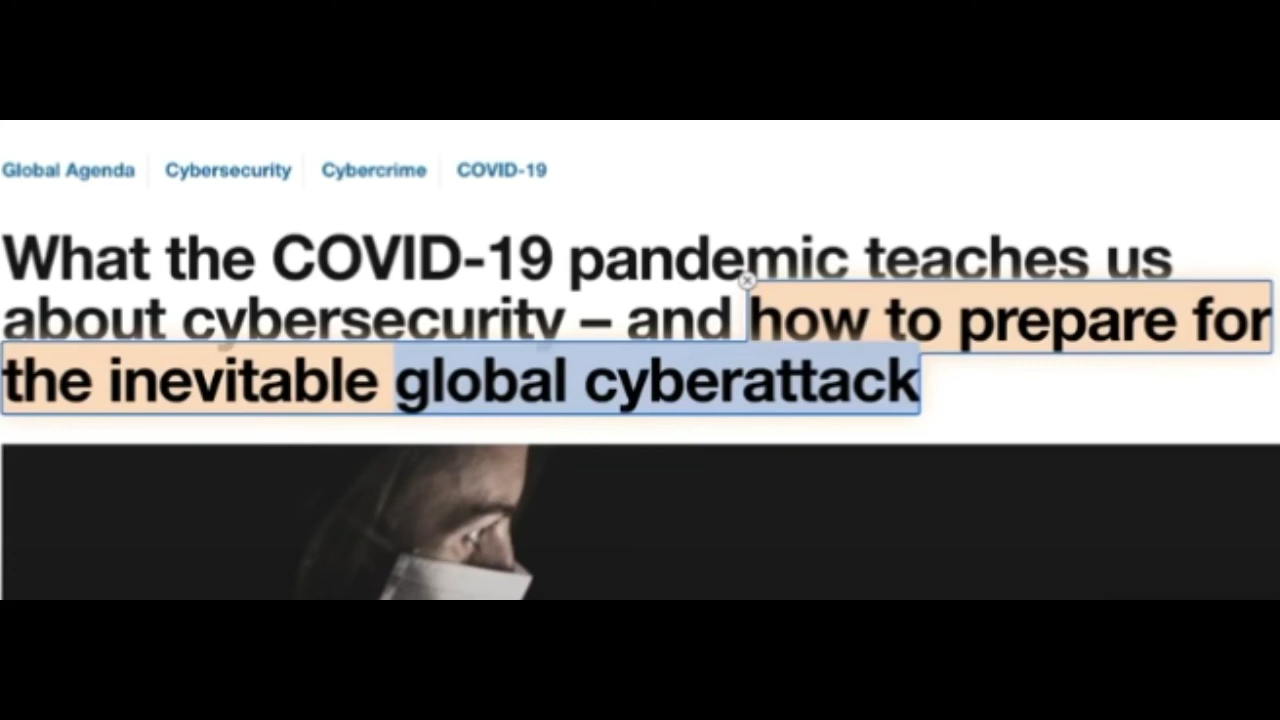 Global Agenda Cybersecurity Cybercrime COVID-19
What the COVID-19 pandemic teaches us
about cybersecurity – and how to prepare for
the inevitable global cyberattack